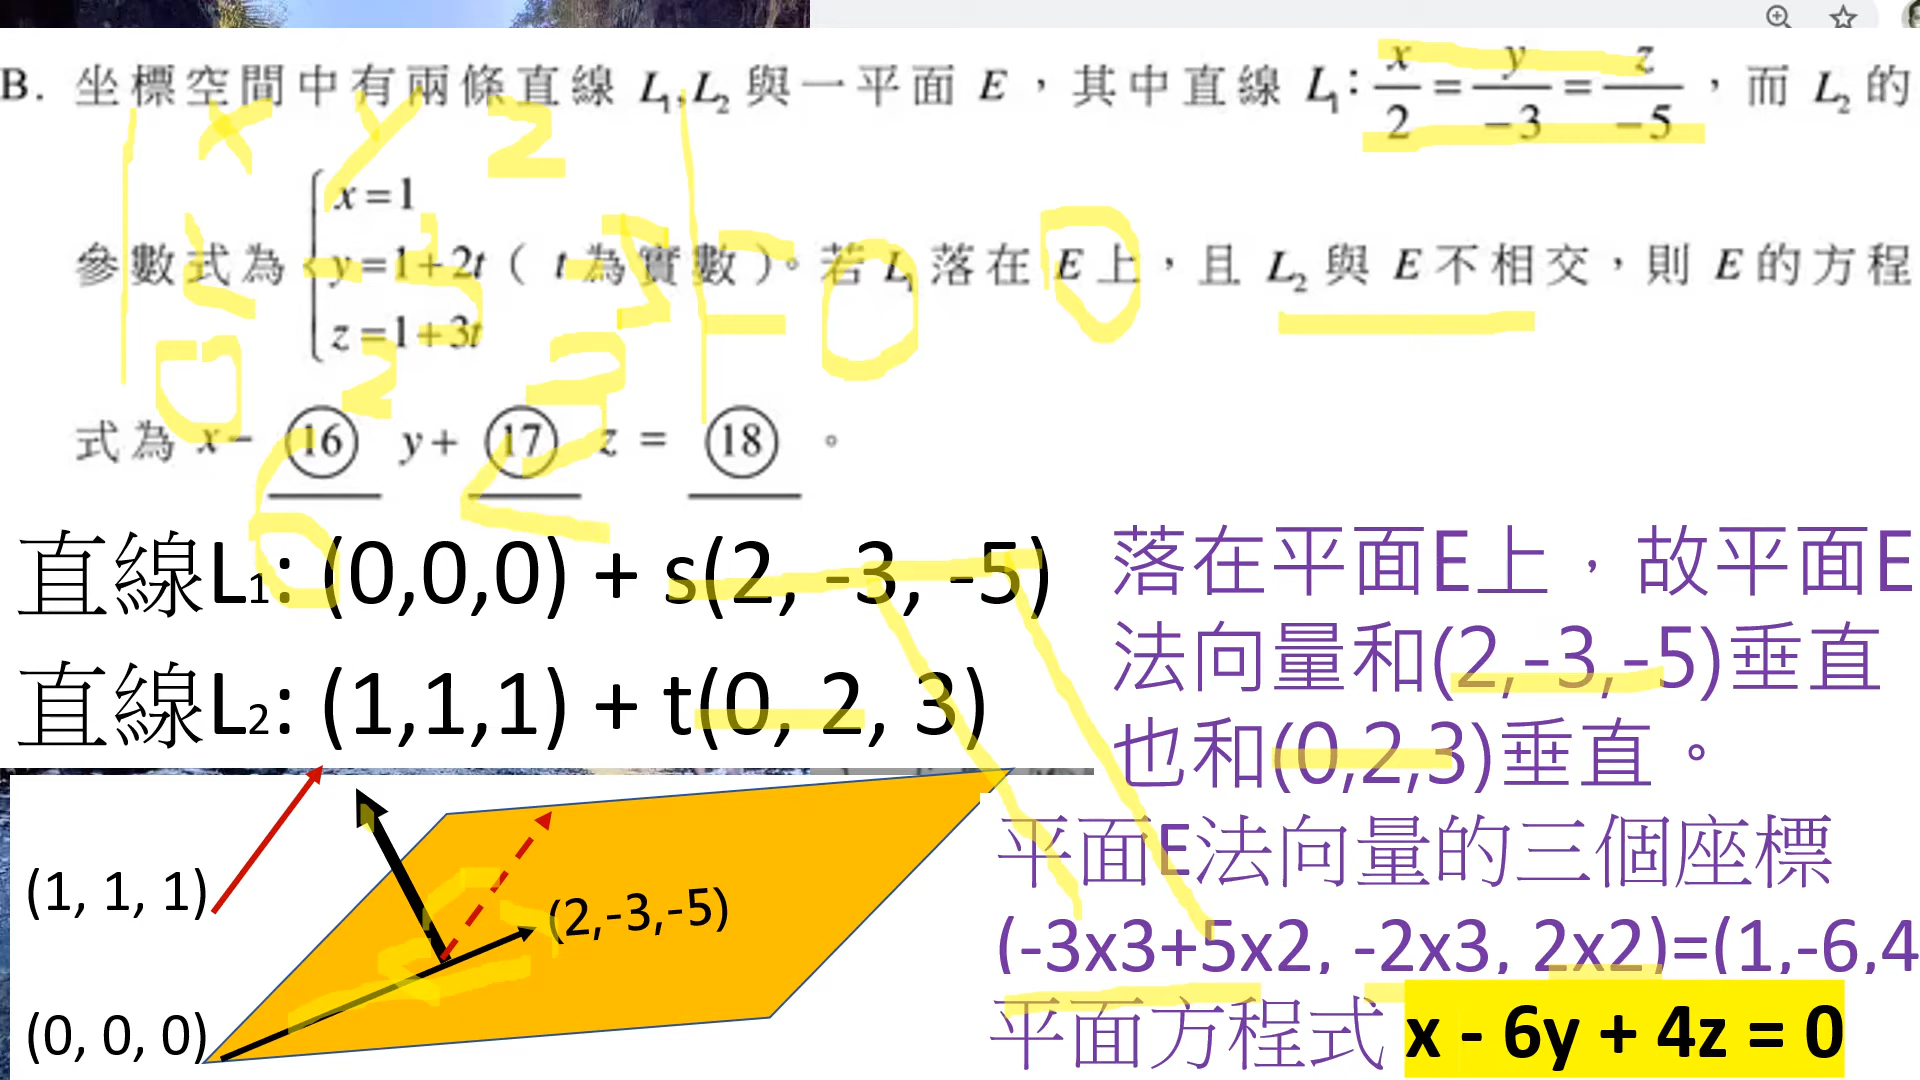 B. 坐標空間中有兩條直線 L₁,L₂ 與一平面 E，其中直線 L₁: x/2 = y/-3 = z/-5，而 L₂ 的
x=1
參數式為 y=1+2t（ t 為實數）。若 L₁ 落在 E 上，且 L₂ 與 E 不相交，則 E 的方程
z=1+3t
式為 x- ⑯ y+ ⑰ z = ⑱ 。
直線L₁: (0,0,0) + s(2, -3, -5)
直線L₂: (1,1,1) + t(0, 2, 3)
落在平面E上，故平面E
法向量和(2,-3,-5)垂直
也和(0,2,3)垂直。
平面E法向量的三個座標
(-3x3+5x2, -2x3, 2x2)=(1,-6,4
平面方程式 x - 6y + 4z = 0
(1, 1, 1)
(2,-3,-5)
(0, 0, 0)